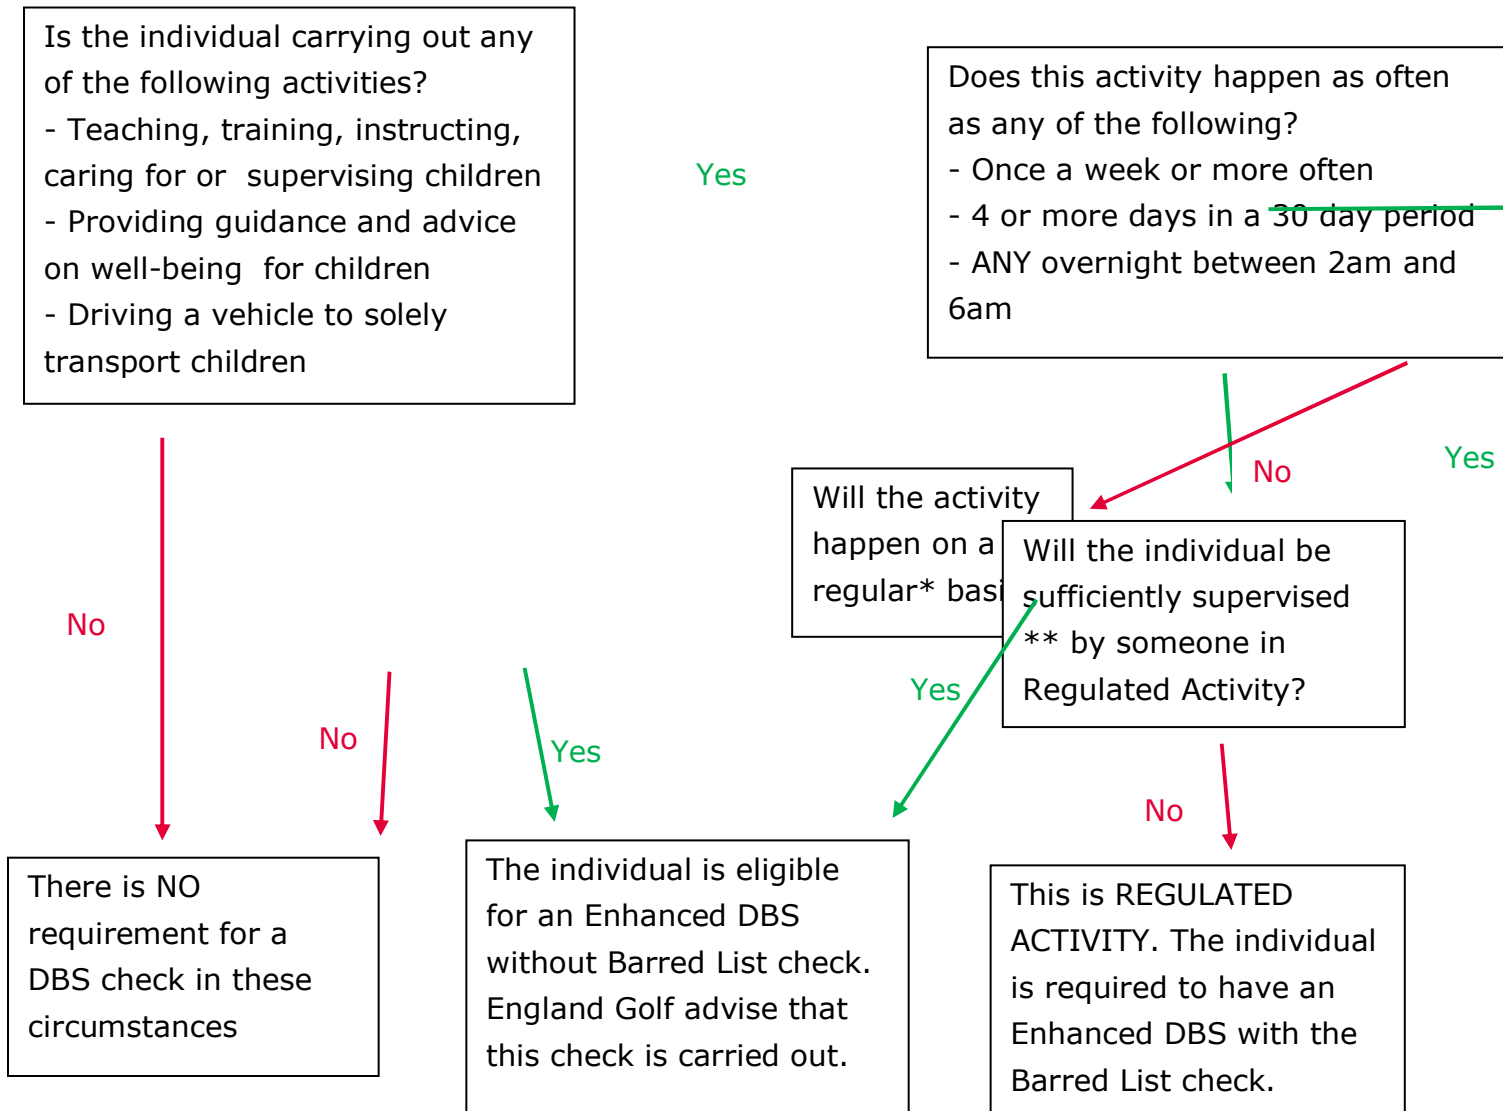 Is the individual carrying out any
of the following activities?
- Teaching, training, instructing,
caring for or  supervising children
- Providing guidance and advice
on well-being  for children
- Driving a vehicle to solely
transport children
Yes
Does this activity happen as often
as any of the following?
- Once a week or more often
- 4 or more days in a 30 day period
- ANY overnight between 2am and
6am
No
Yes
Will the activity
happen on a
regular* basi
Will the individual be
sufficiently supervised
** by someone in
Regulated Activity?
No
No
Yes
Yes
No
There is NO
requirement for a
DBS check in these
circumstances
The individual is eligible
for an Enhanced DBS
without Barred List check.
England Golf advise that
this check is carried out.
This is REGULATED
ACTIVITY. The individual
is required to have an
Enhanced DBS with the
Barred List check.